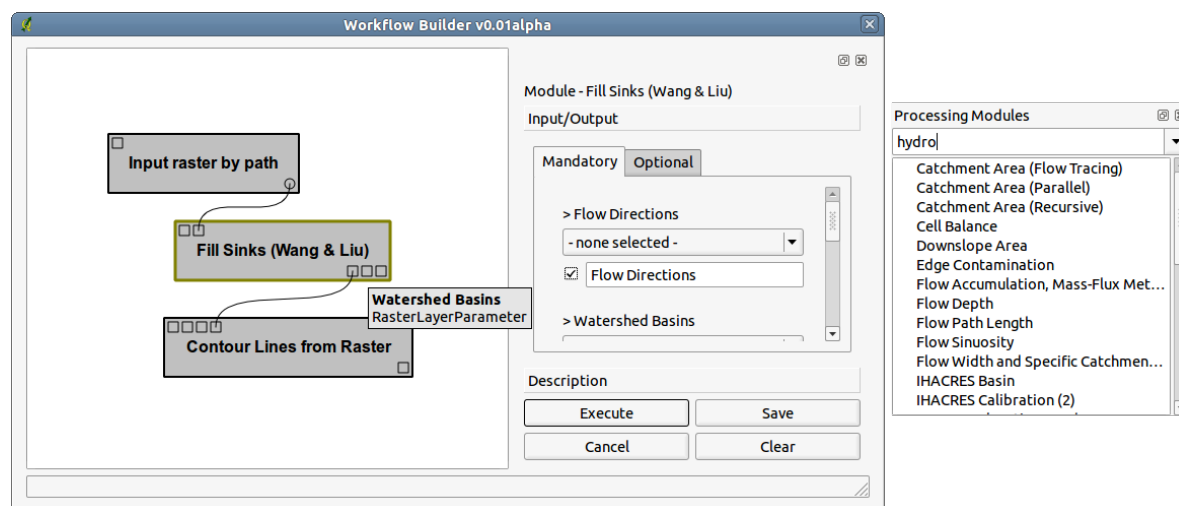 Workflow Builder v0.01alpha
Input raster by path
Fill Sinks (Wang & Liu)
Watershed Basins
RasterLayerParameter
Contour Lines from Raster
Module - Fill Sinks (Wang & Liu)
Input/Output
Mandatory Optional
> Flow Directions
- none selected -
Flow Directions
> Watershed Basins
Description
Execute Save
Cancel Clear
Processing Modules
hydro
Catchment Area (Flow Tracing)
Catchment Area (Parallel)
Catchment Area (Recursive)
Cell Balance
Downslope Area
Edge Contamination
Flow Accumulation, Mass-Flux Met...
Flow Depth
Flow Path Length
Flow Sinuosity
Flow Width and Specific Catchmen...
IHACRES Basin
IHACRES Calibration (2)